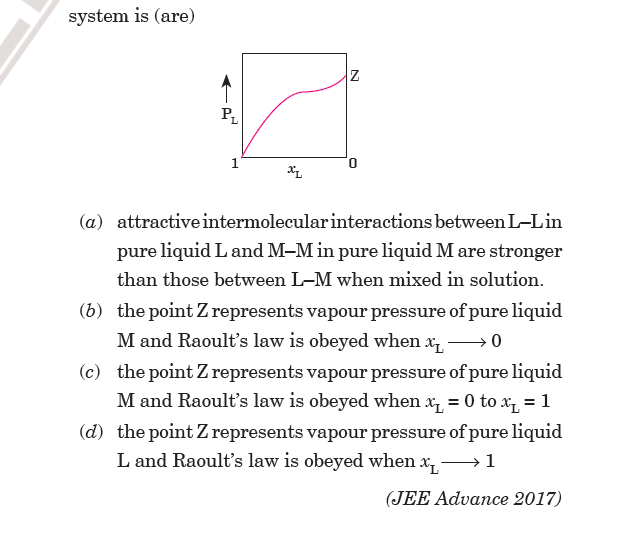 system is (are)
Z
P_L
1
x_L
0
(a) attractive intermolecular interactions between L–L in
pure liquid L and M–M in pure liquid M are stronger
than those between L–M when mixed in solution.
(b) the point Z represents vapour pressure of pure liquid
M and Raoult's law is obeyed when x_L ⟶ 0
(c) the point Z represents vapour pressure of pure liquid
M and Raoult's law is obeyed when x_L = 0 to x_L = 1
(d) the point Z represents vapour pressure of pure liquid
L and Raoult's law is obeyed when x_L ⟶ 1
(JEE Advance 2017)